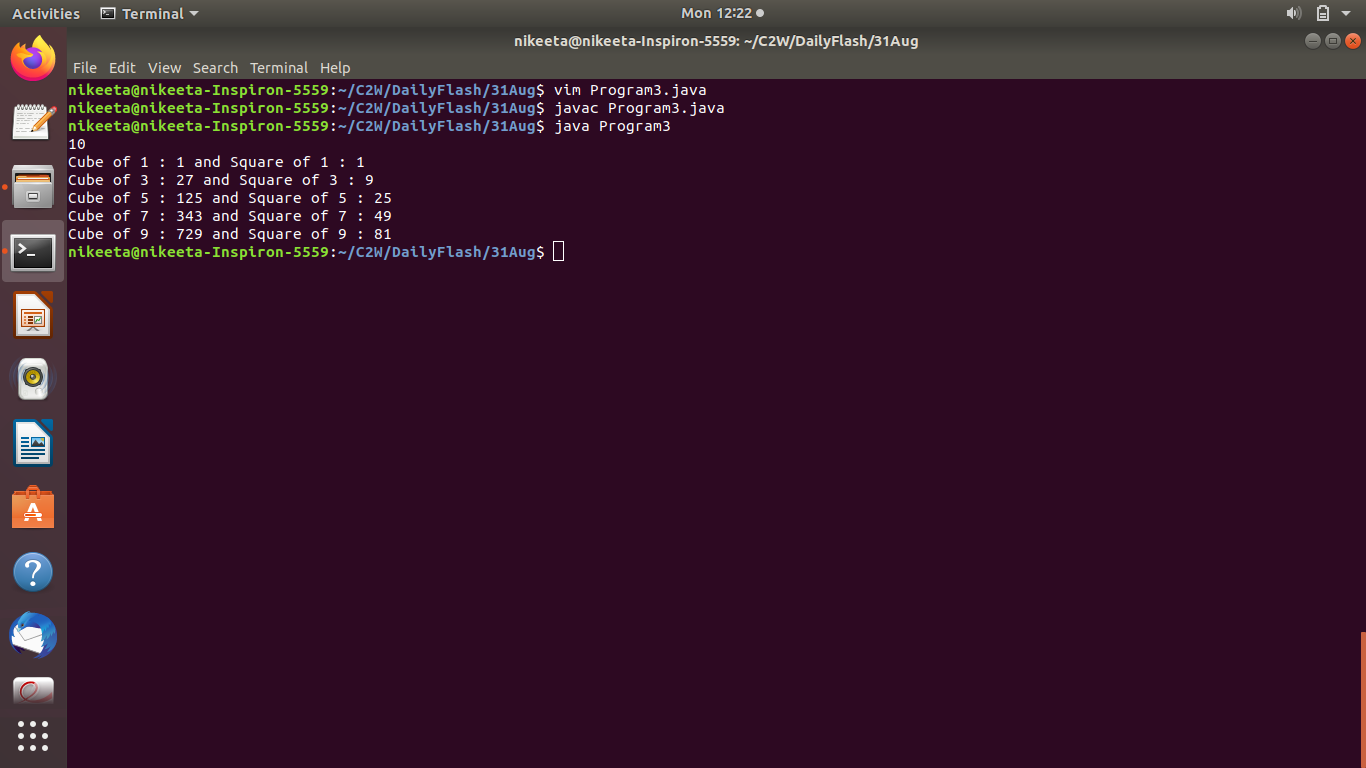 Activities Terminal Mon 12:22
nikeeta@nikeeta-Inspiron-5559: ~/C2W/DailyFlash/31Aug
File Edit View Search Terminal Help
nikeeta@nikeeta-Inspiron-5559:~/C2W/DailyFlash/31Aug$ vim Program3.java
nikeeta@nikeeta-Inspiron-5559:~/C2W/DailyFlash/31Aug$ javac Program3.java
nikeeta@nikeeta-Inspiron-5559:~/C2W/DailyFlash/31Aug$ java Program3
10
Cube of 1 : 1 and Square of 1 : 1
Cube of 3 : 27 and Square of 3 : 9
Cube of 5 : 125 and Square of 5 : 25
Cube of 7 : 343 and Square of 7 : 49
Cube of 9 : 729 and Square of 9 : 81
nikeeta@nikeeta-Inspiron-5559:~/C2W/DailyFlash/31Aug$